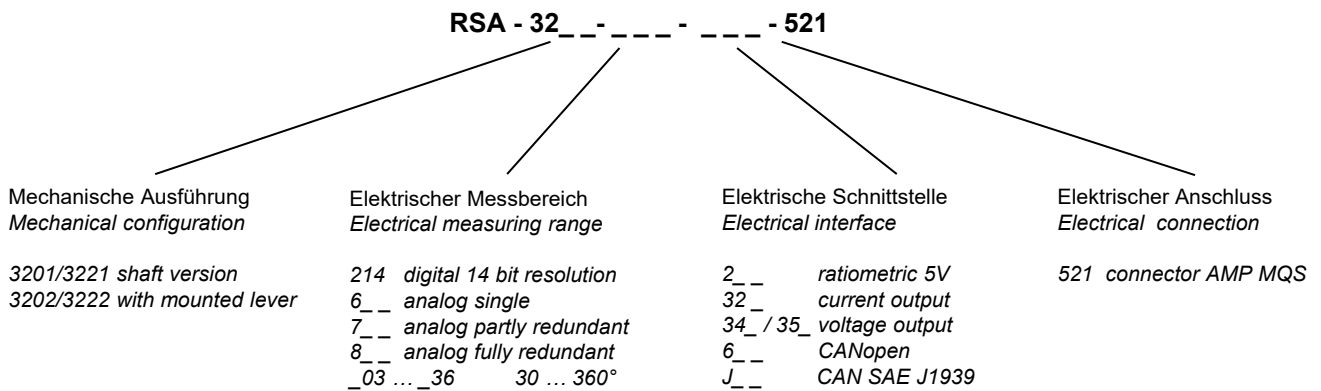 RSA - 32_ _- _ _ _ - _ _ _ - 521
Mechanische Ausführung
Mechanical configuration
3201/3221 shaft version
3202/3222 with mounted lever
Elektrischer Messbereich
Electrical measuring range
214 digital 14 bit resolution
6_ _ analog single
7_ _ analog partly redundant
8_ _ analog fully redundant
_03 … _36 30 … 360°
Elektrische Schnittstelle
Electrical interface
2_ _ ratiometric 5V
32 _ current output
34_ / 35_ voltage output
6_ _ CANopen
J_ _ CAN SAE J1939
Elektrischer Anschluss
Electrical connection
521 connector AMP MQS